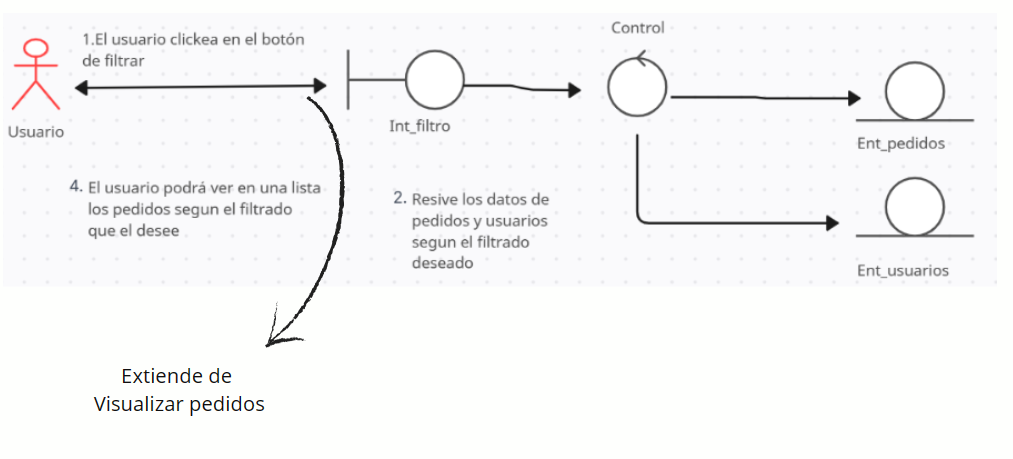 1.El usuario clickea en el botón
de filtrar
Control
Usuario
Int_filtro
Ent_pedidos
4. El usuario podrá ver en una lista
los pedidos segun el filtrado
que el desee
2. Resive los datos de
pedidos y usuarios
segun el filtrado
deseado
Ent_usuarios
Extiende de
Visualizar pedidos